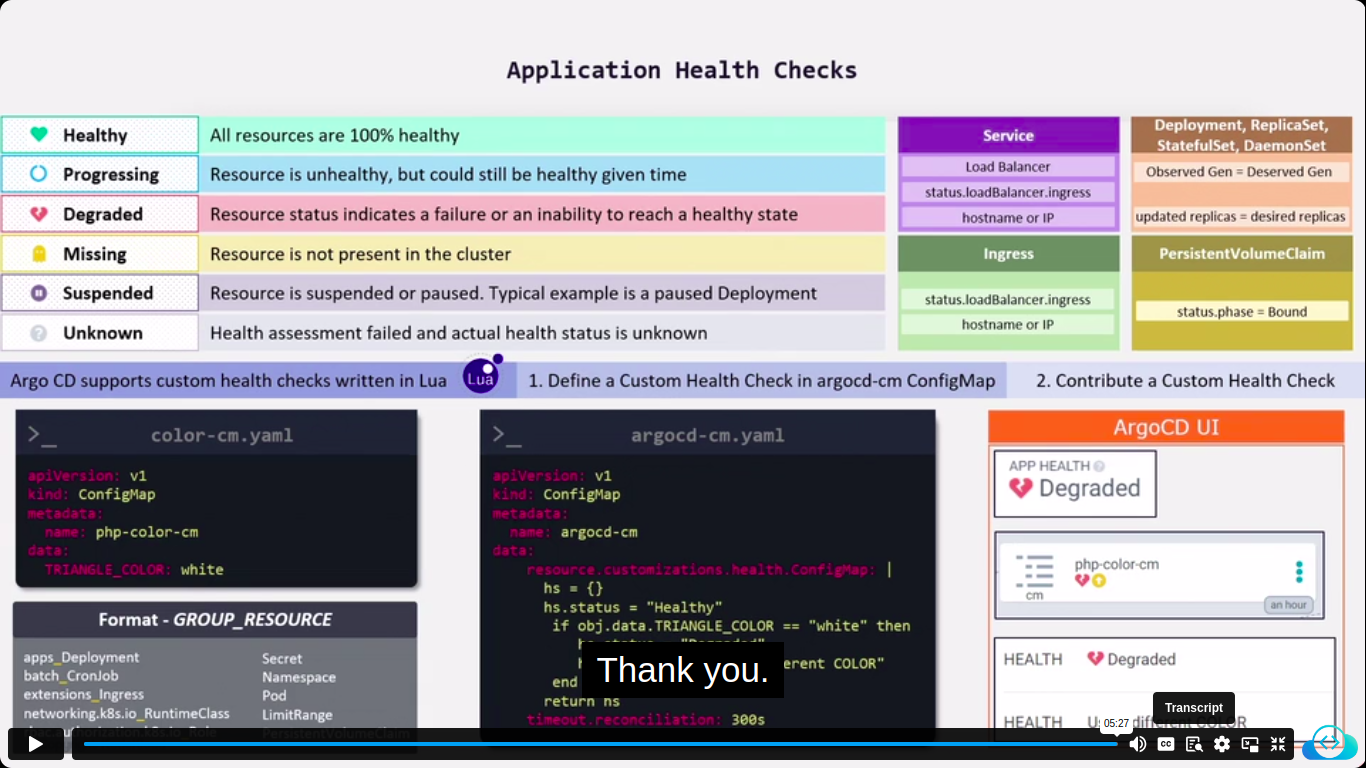 Application Health Checks
Healthy
All resources are 100% healthy
Progressing
Resource is unhealthy, but could still be healthy given time
Degraded
Resource status indicates a failure or an inability to reach a healthy state
Missing
Resource is not present in the cluster
Suspended
Resource is suspended or paused. Typical example is a paused Deployment
Unknown
Health assessment failed and actual health status is unknown
Service
Load Balancer
status.loadBalancer.ingress
hostname or IP
Deployment, ReplicaSet,
StatefulSet, DaemonSet
Observed Gen = Deserved Gen
updated replicas = desired replicas
Ingress
status.loadBalancer.ingress
hostname or IP
PersistentVolumeClaim
status.phase = Bound
Argo CD supports custom health checks written in Lua
Lua
1. Define a Custom Health Check in argocd-cm ConfigMap
2. Contribute a Custom Health Check
>_ color-cm.yaml
apiVersion: v1
kind: ConfigMap
metadata:
name: php-color-cm
data:
TRIANGLE_COLOR: white
Format - GROUP_RESOURCE
apps_Deployment
batch_CronJob
extensions_Ingress
networking.k8s.io_RuntimeClass
Secret
Namespace
Pod
LimitRange
PersistentVolumeClaim
>_ argocd-cm.yaml
apiVersion: v1
kind: ConfigMap
metadata:
name: argocd-cm
data:
resource.customizations.health.ConfigMap: |
hs = {}
hs.status = "Healthy"
if obj.data.TRIANGLE_COLOR == "white" then
COLOR"
end
return hs
timeout.reconciliation: 300s
Thank you.
ArgoCD UI
APP HEALTH ?
Degraded
php-color-cm
cm
an hour
HEALTH Degraded
HEALTH
COLOR
Transcript
05:27
CC